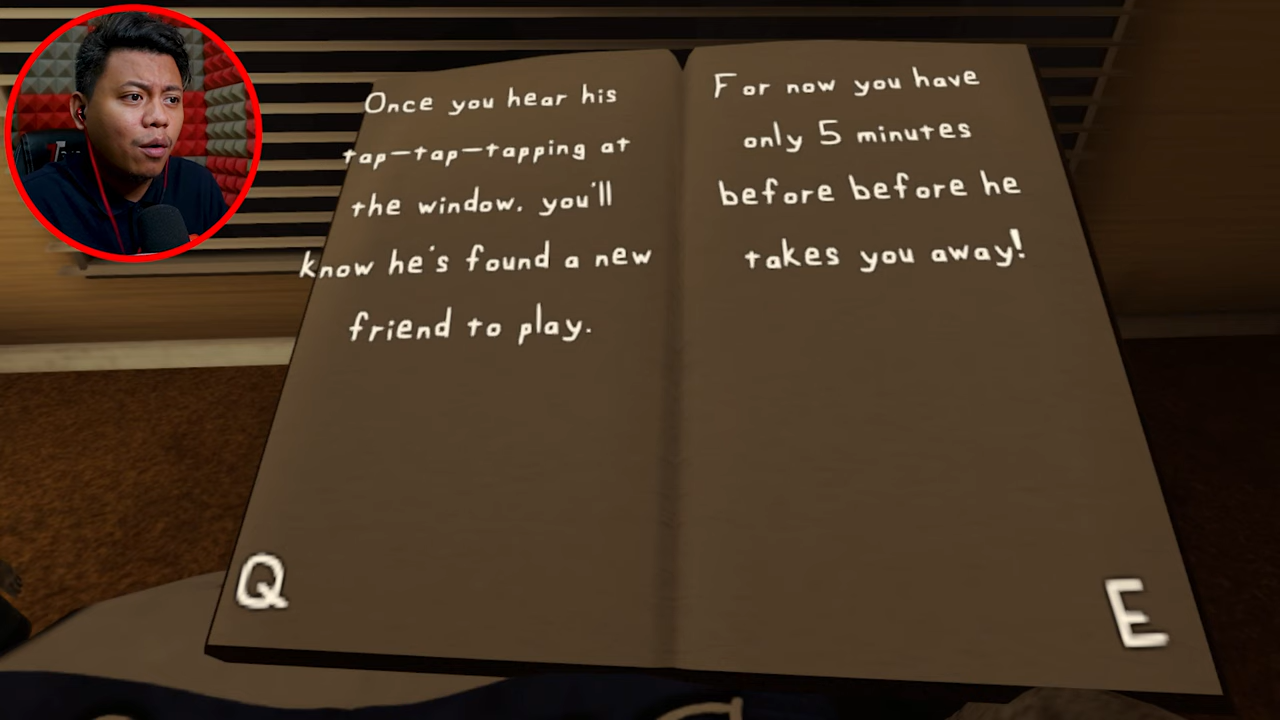 Once you hear his
tap-tap-tapping at
the window. you'll
know he's found a new
friend to play.
For now you have
only 5 minutes
before before he
takes you away!
Q
E